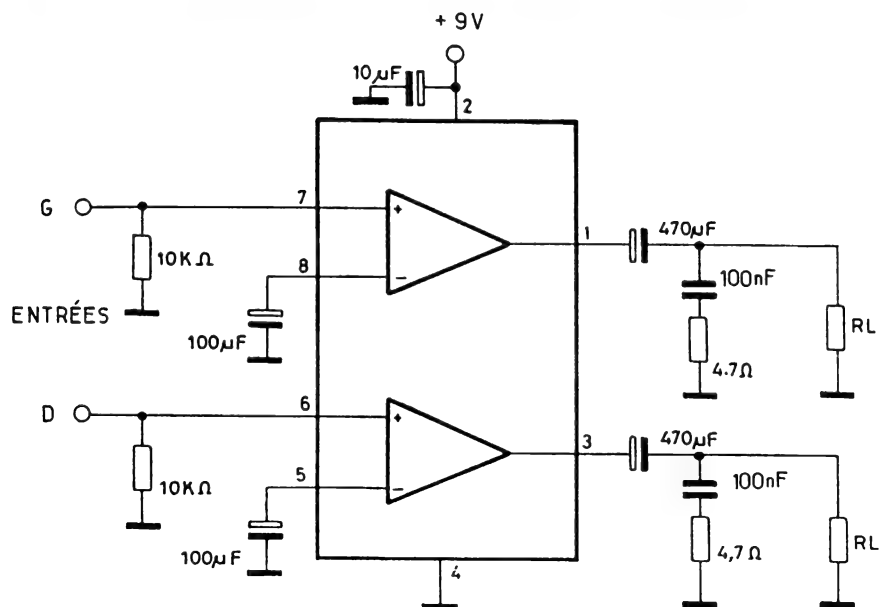 + 9V
10µF
2
G
7
1
470µF
10KΩ
8
100nF
ENTRÉES
RL
100µF
4.7Ω
D
6
3
470µF
10KΩ
5
100nF
100µF
4
4,7Ω
RL